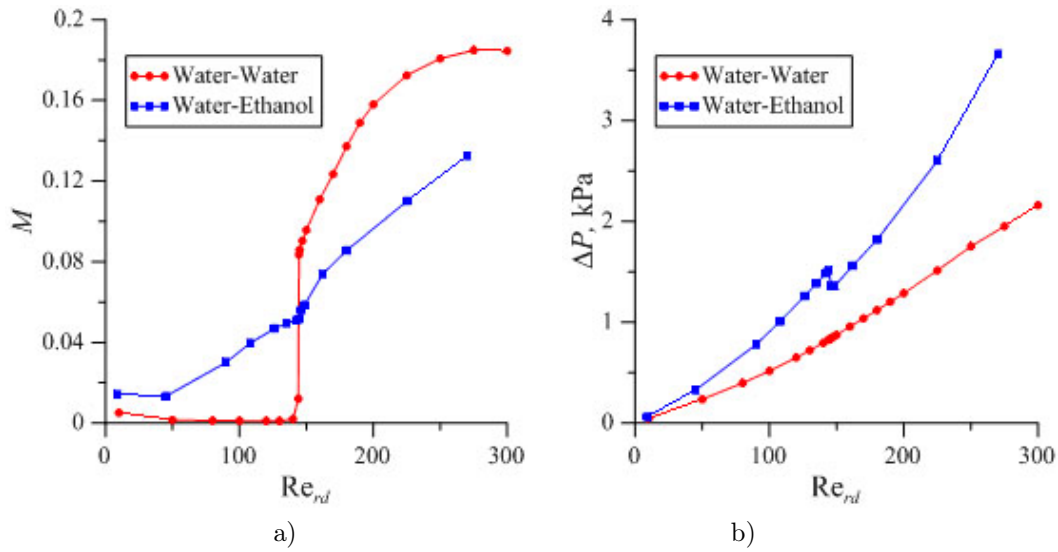 0.2
0.16
0.12
0.08
0.04
0
M
Water-Water
Water-Ethanol
0 100 200 300
Re_rd
a)
4
3
2
1
0
ΔP, kPa
Water-Water
Water-Ethanol
0 100 200 300
Re_rd
b)